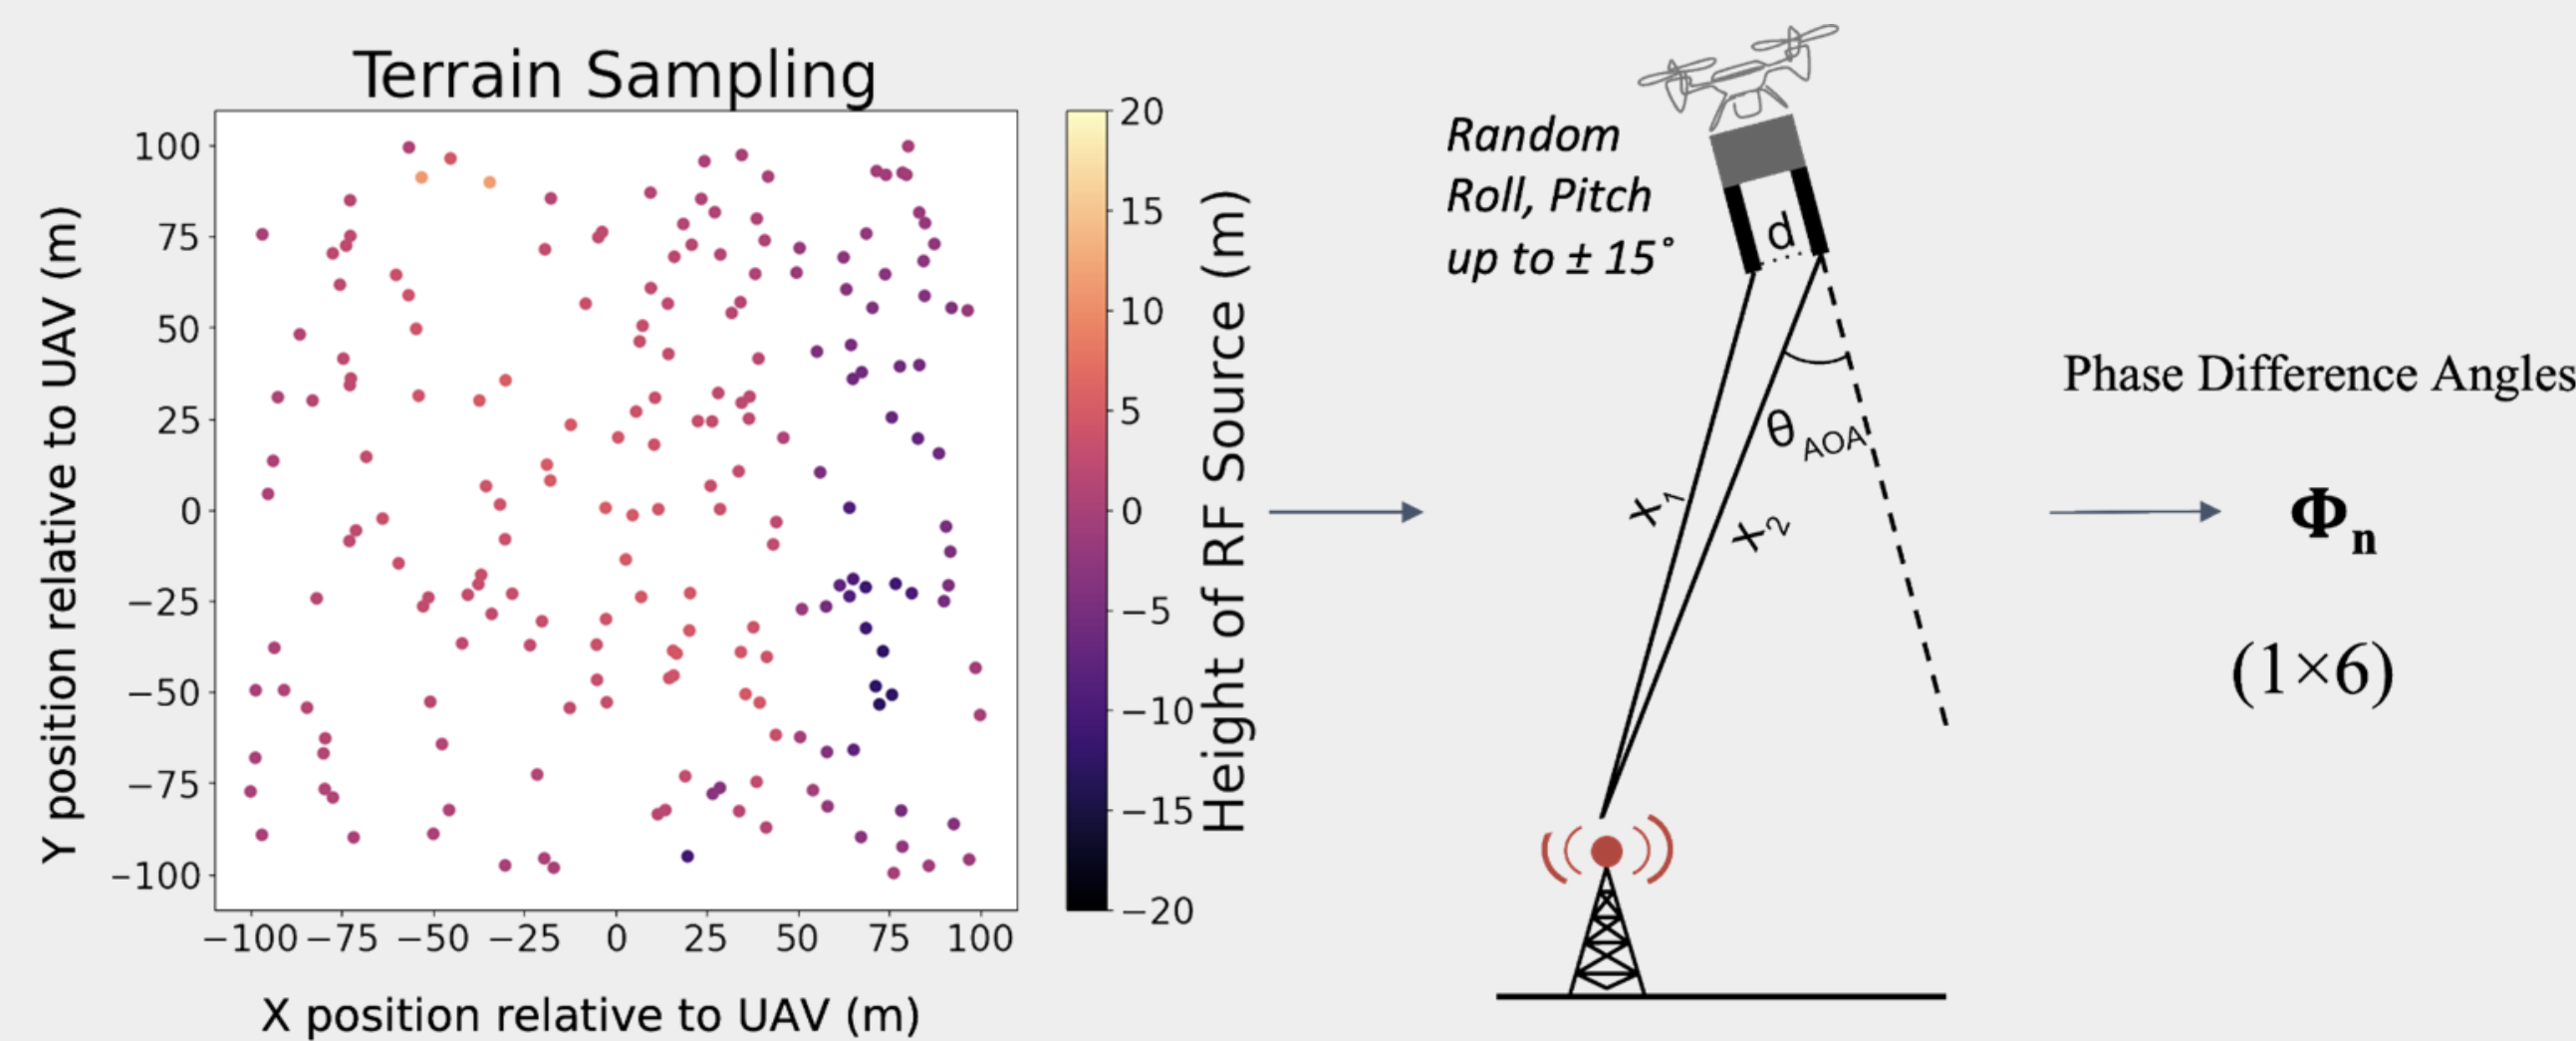 Terrain Sampling
Y position relative to UAV (m)
100
75
50
25
0
−25
−50
−75
−100
−100
−75
−50
−25
0
25
50
75
100
X position relative to UAV (m)
20
15
10
5
0
−5
−10
−15
−20
Height of RF Source (m)
Random
Roll, Pitch
up to ± 15°
d
θ AOA
x1
x2
Phase Difference Angles
Φn
(1×6)